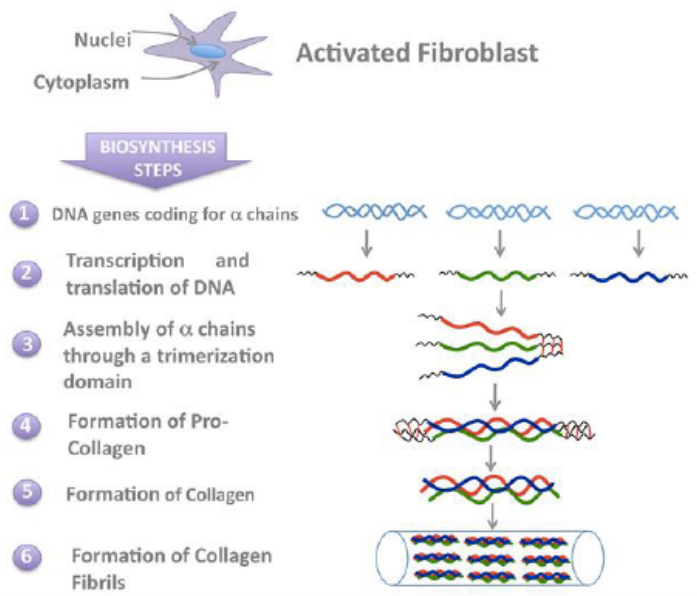 Nuclei
Cytoplasm
Activated Fibroblast
BIOSYNTHESIS
STEPS
1 DNA genes coding for α chains
2 Transcription and
translation of DNA
3 Assembly of α chains
through a trimerization
domain
4 Formation of Pro-
Collagen
5 Formation of Collagen
6 Formation of Collagen
Fibrils